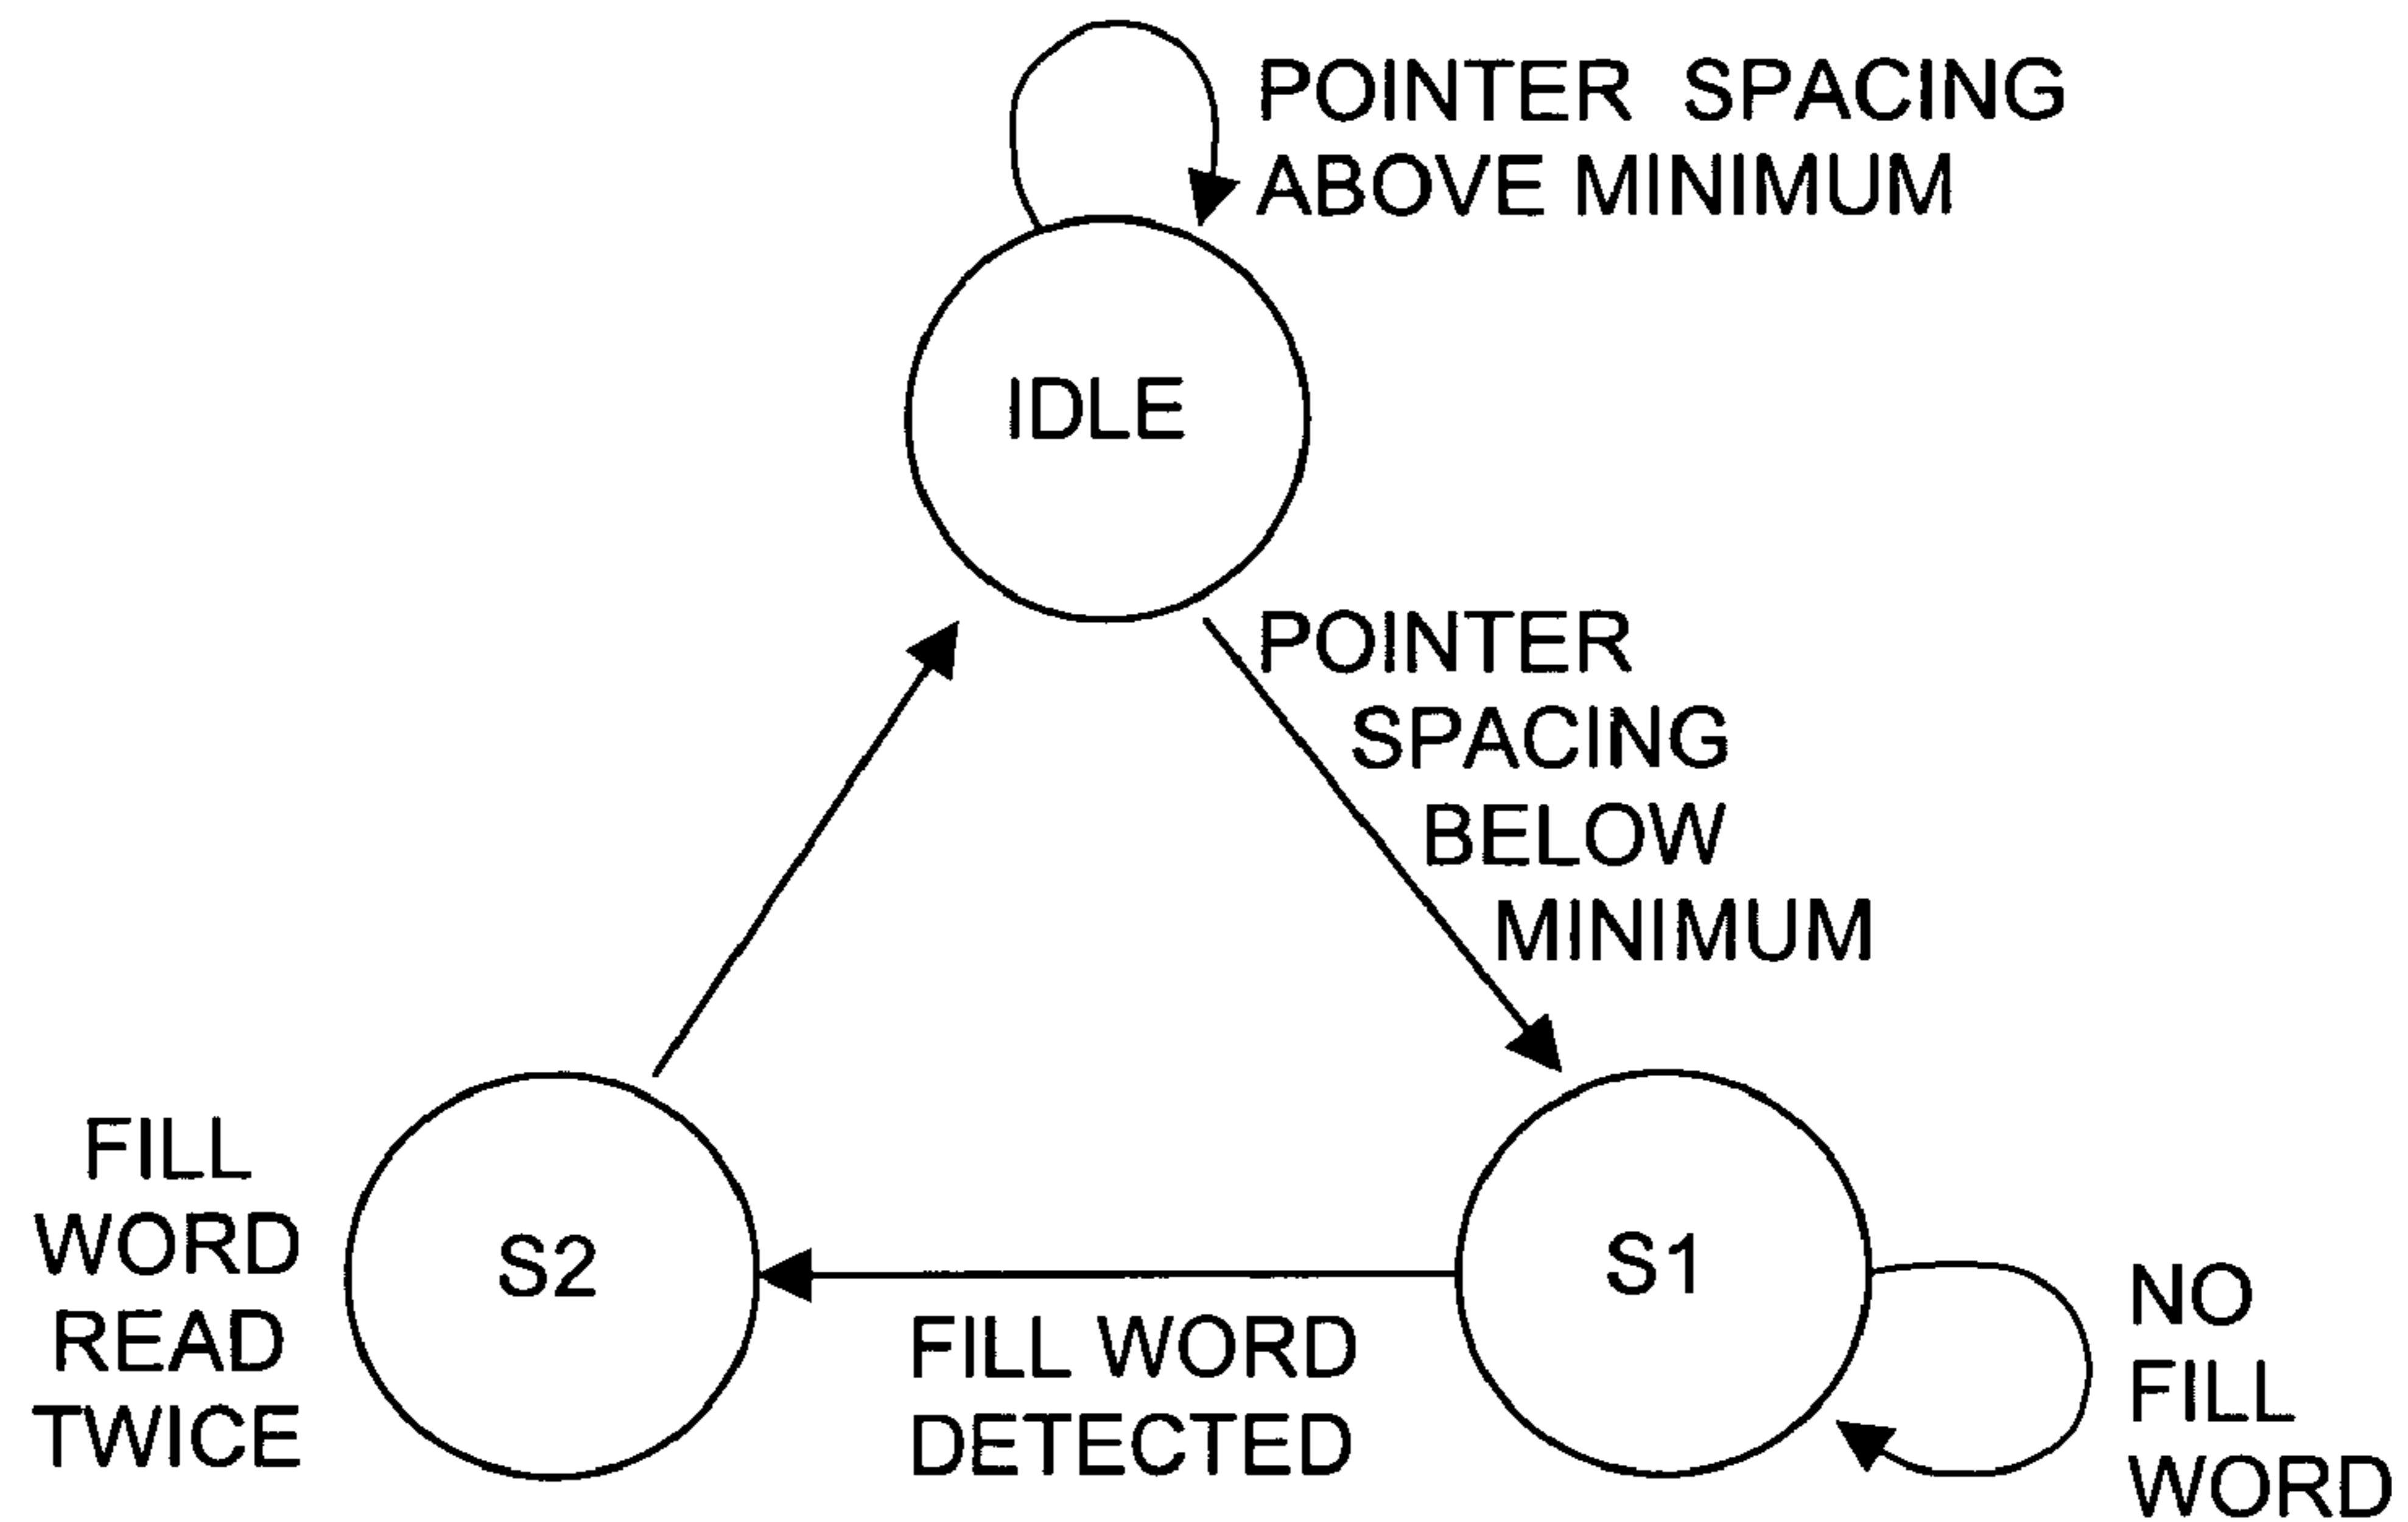 POINTER SPACING
ABOVE MINIMUM
IDLE
POINTER
SPACING
BELOW
MINIMUM
FILL
WORD
READ
TWICE
S2
FILL WORD
DETECTED
S1
NO
FILL
WORD